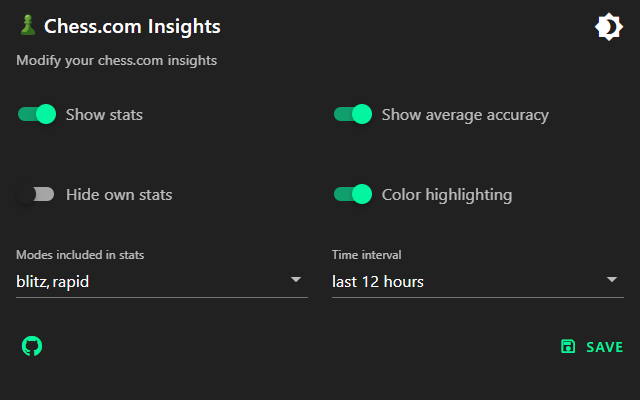 Chess.com Insights
Modify your chess.com insights
Show stats
Show average accuracy
Hide own stats
Color highlighting
Modes included in stats
Time interval
blitz, rapid
last 12 hours
SAVE